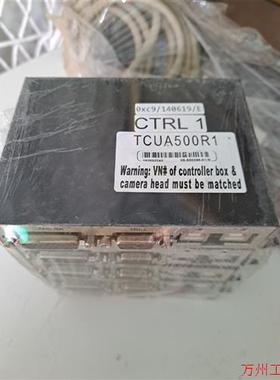 0xc9/140619/E
CTRL 1
TCUA500R1
Warning: VN# of controller box &
camera head must be matched
万州工